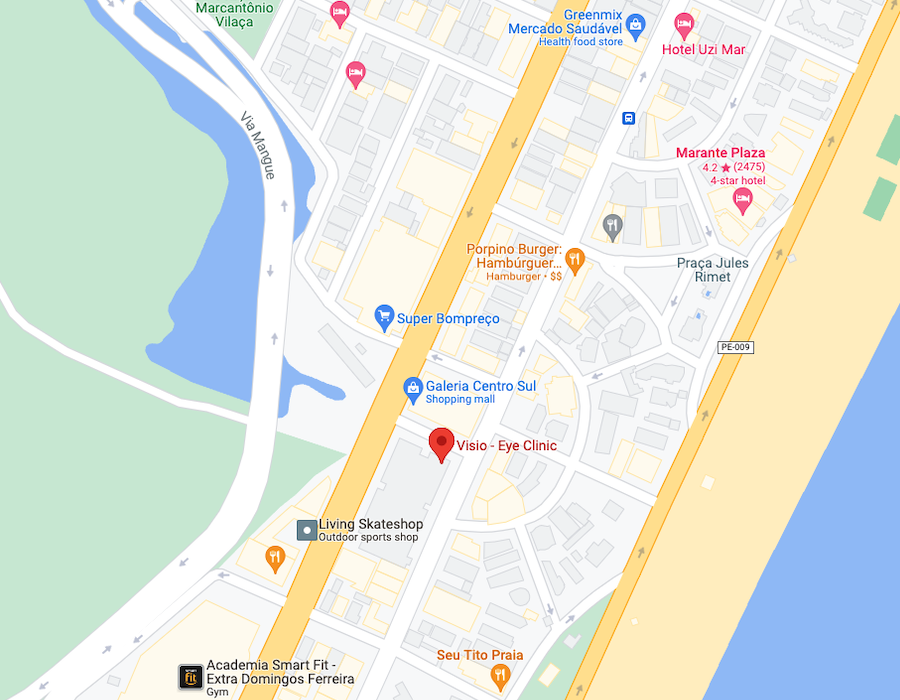 Marcantônio
Vilaça
Greenmix
Mercado Saudável
Health food store
Hotel Uzi Mar
Via Mangue
Marante Plaza
4.2 ★ (2475)
4-star hotel
Porpino Burger:
Hambúrguer...
Hamburger · $$
Praça Jules
Rimet
Super Bompreço
PE-009
Galeria Centro Sul
Shopping mall
Visio - Eye Clinic
Living Skateshop
Outdoor sports shop
Seu Tito Praia
fit
Academia Smart Fit -
Extra Domingos Ferreira
Gym